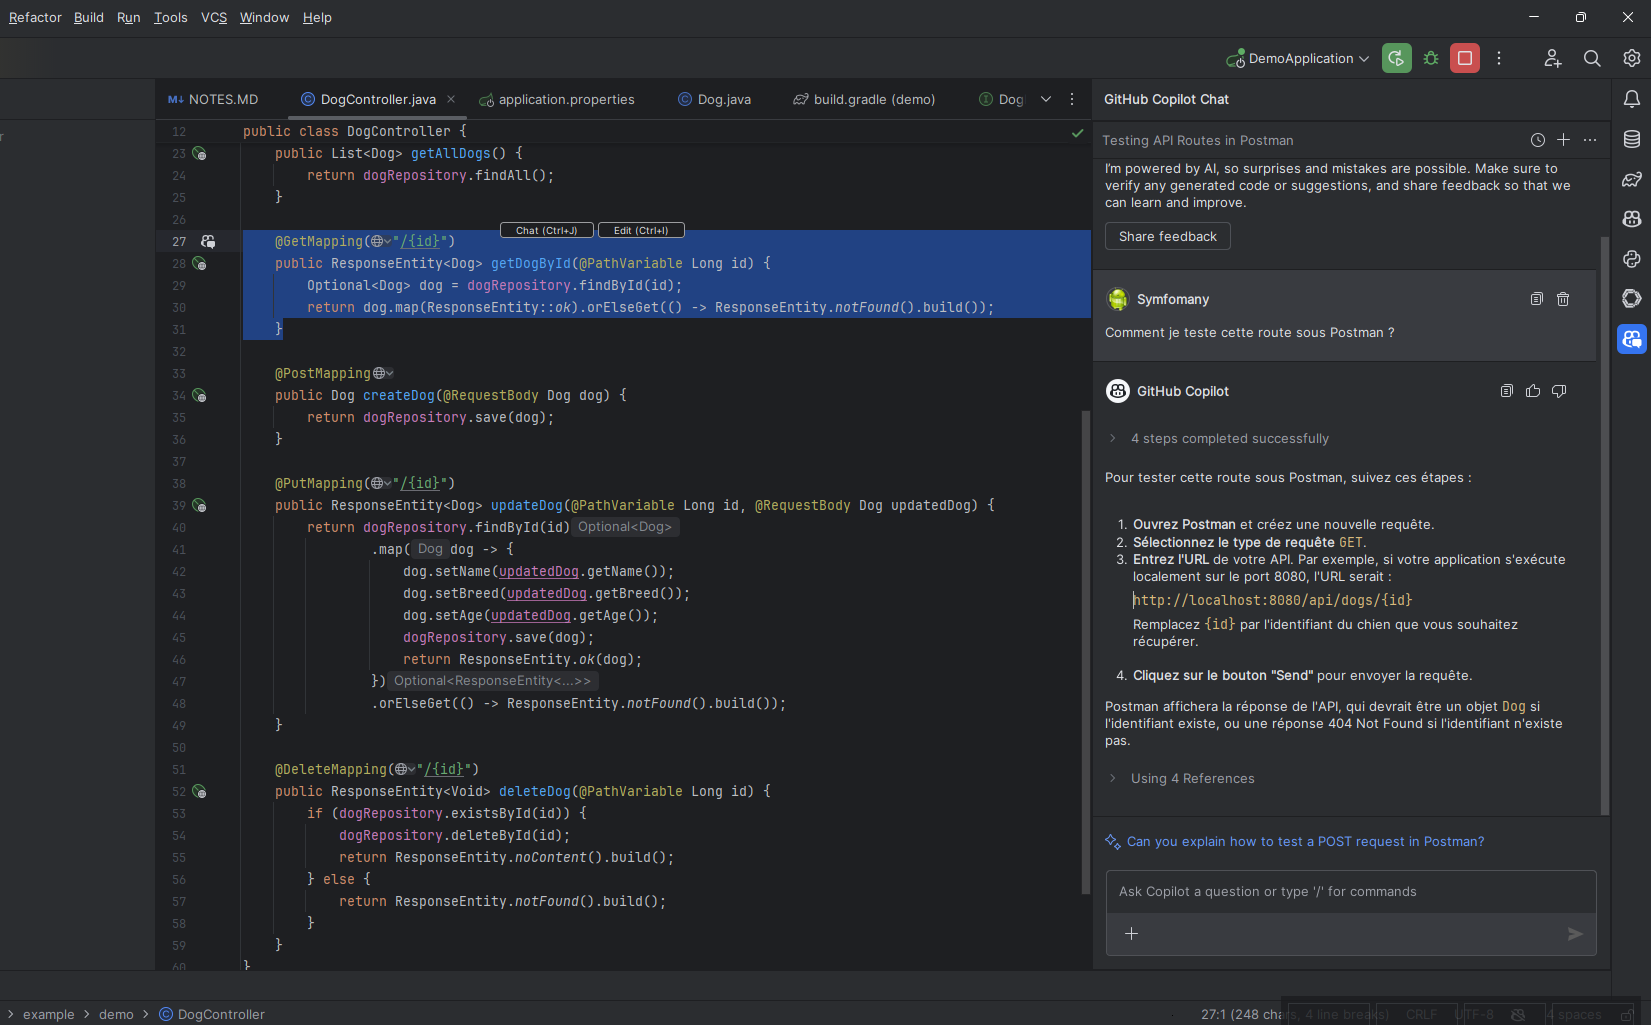 Refactor Build Run Tools VCS Window Help
DemoApplication
NOTES.MD DogController.java application.properties Dog.java build.gradle (demo) Dog
12 public class DogController {
23 public List<Dog> getAllDogs() {
24 return dogRepository.findAll();
25 }
26
Chat (Ctrl+J) Edit (Ctrl+I)
27 @GetMapping("/{id}")
28 public ResponseEntity<Dog> getDogById(@PathVariable Long id) {
29 Optional<Dog> dog = dogRepository.findById(id);
30 return dog.map(ResponseEntity::ok).orElseGet(() -> ResponseEntity.notFound().build());
31 }
32
33 @PostMapping
34 public Dog createDog(@RequestBody Dog dog) {
35 return dogRepository.save(dog);
36 }
37
38 @PutMapping("/{id}")
39 public ResponseEntity<Dog> updateDog(@PathVariable Long id, @RequestBody Dog updatedDog) {
40 return dogRepository.findById(id) Optional<Dog>
41 .map( Dog dog -> {
42 dog.setName(updatedDog.getName());
43 dog.setBreed(updatedDog.getBreed());
44 dog.setAge(updatedDog.getAge());
45 dogRepository.save(dog);
46 return ResponseEntity.ok(dog);
47 }) Optional<ResponseEntity<...>>
48 .orElseGet(() -> ResponseEntity.notFound().build());
49 }
50
51 @DeleteMapping("/{id}")
52 public ResponseEntity<Void> deleteDog(@PathVariable Long id) {
53 if (dogRepository.existsById(id)) {
54 dogRepository.deleteById(id);
55 return ResponseEntity.noContent().build();
56 } else {
57 return ResponseEntity.notFound().build();
58 }
59 }
60 }
GitHub Copilot Chat
Testing API Routes in Postman
I'm powered by AI, so surprises and mistakes are possible. Make sure to
verify any generated code or suggestions, and share feedback so that we
can learn and improve.
Share feedback
Symfomany
Comment je teste cette route sous Postman ?
GitHub Copilot
4 steps completed successfully
Pour tester cette route sous Postman, suivez ces étapes :
1. Ouvrez Postman et créez une nouvelle requête.
2. Sélectionnez le type de requête GET.
3. Entrez l'URL de votre API. Par exemple, si votre application s'exécute
localement sur le port 8080, l'URL serait :
http://localhost:8080/api/dogs/{id}
Remplacez {id} par l'identifiant du chien que vous souhaitez
récupérer.
4. Cliquez sur le bouton "Send" pour envoyer la requête.
Postman affichera la réponse de l'API, qui devrait être un objet Dog si
l'identifiant existe, ou une réponse 404 Not Found si l'identifiant n'existe
pas.
Using 4 References
Can you explain how to test a POST request in Postman?
Ask Copilot a question or type '/' for commands
example demo DogController
27:1 (248 chars, 4 line breaks) CRLF UTF-8 4 spaces